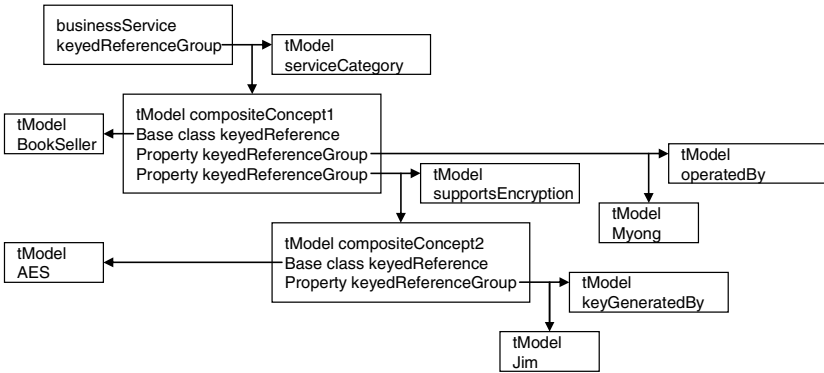 businessService
keyedReferenceGroup
tModel
serviceCategory
tModel compositeConcept1
Base class keyedReference
Property keyedReferenceGroup
Property keyedReferenceGroup
tModel
BookSeller
tModel
operatedBy
tModel
supportsEncryption
tModel
Myong
tModel compositeConcept2
Base class keyedReference
Property keyedReferenceGroup
tModel
AES
tModel
keyGeneratedBy
tModel
Jim